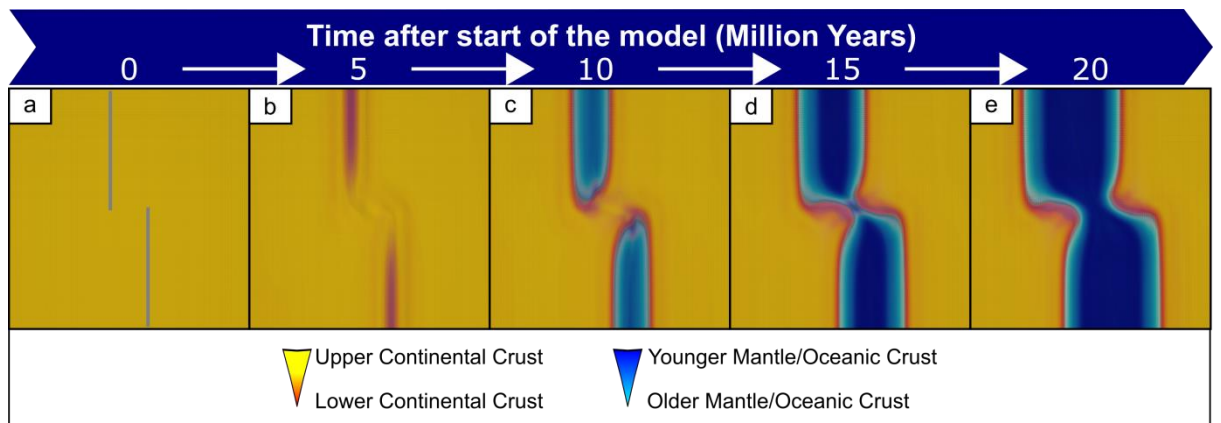 Time after start of the model (Million Years)
0 5 10 15 20
a b c d e
Upper Continental Crust Younger Mantle/Oceanic Crust
Lower Continental Crust Older Mantle/Oceanic Crust